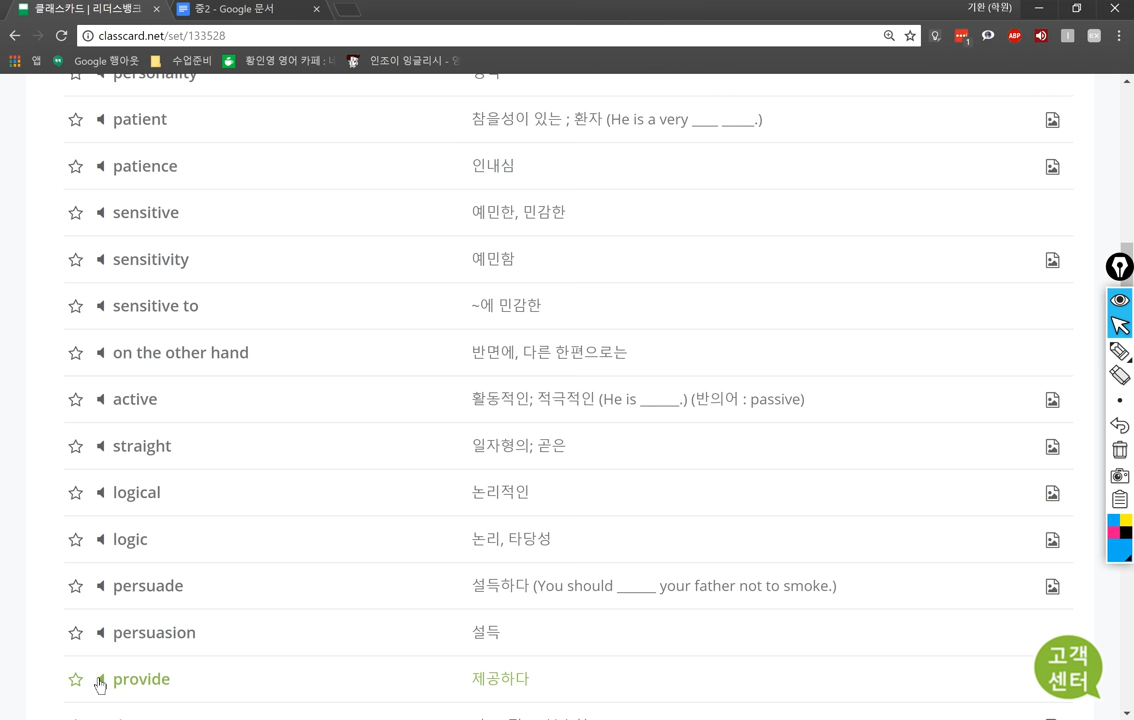 클래스카드 | 리더스뱅크
중2 - Google 문서
기환 (학원)
classcard.net/set/133528
앱 Google 행아웃 수업준비 황인영 영어 카페 : 인조이 잉글리시 -
personality 성격
patient 참을성이 있는 ; 환자 (He is a very ____ _____.)
patience 인내심
sensitive 예민한, 민감한
sensitivity 예민함
sensitive to ~에 민감한
on the other hand 반면에, 다른 한편으로는
active 활동적인; 적극적인 (He is ______.) (반의어 : passive)
straight 일자형의; 곧은
logical 논리적인
logic 논리, 타당성
persuade 설득하다 (You should ______ your father not to smoke.)
persuasion 설득
provide 제공하다
고객
센터
ABP
1